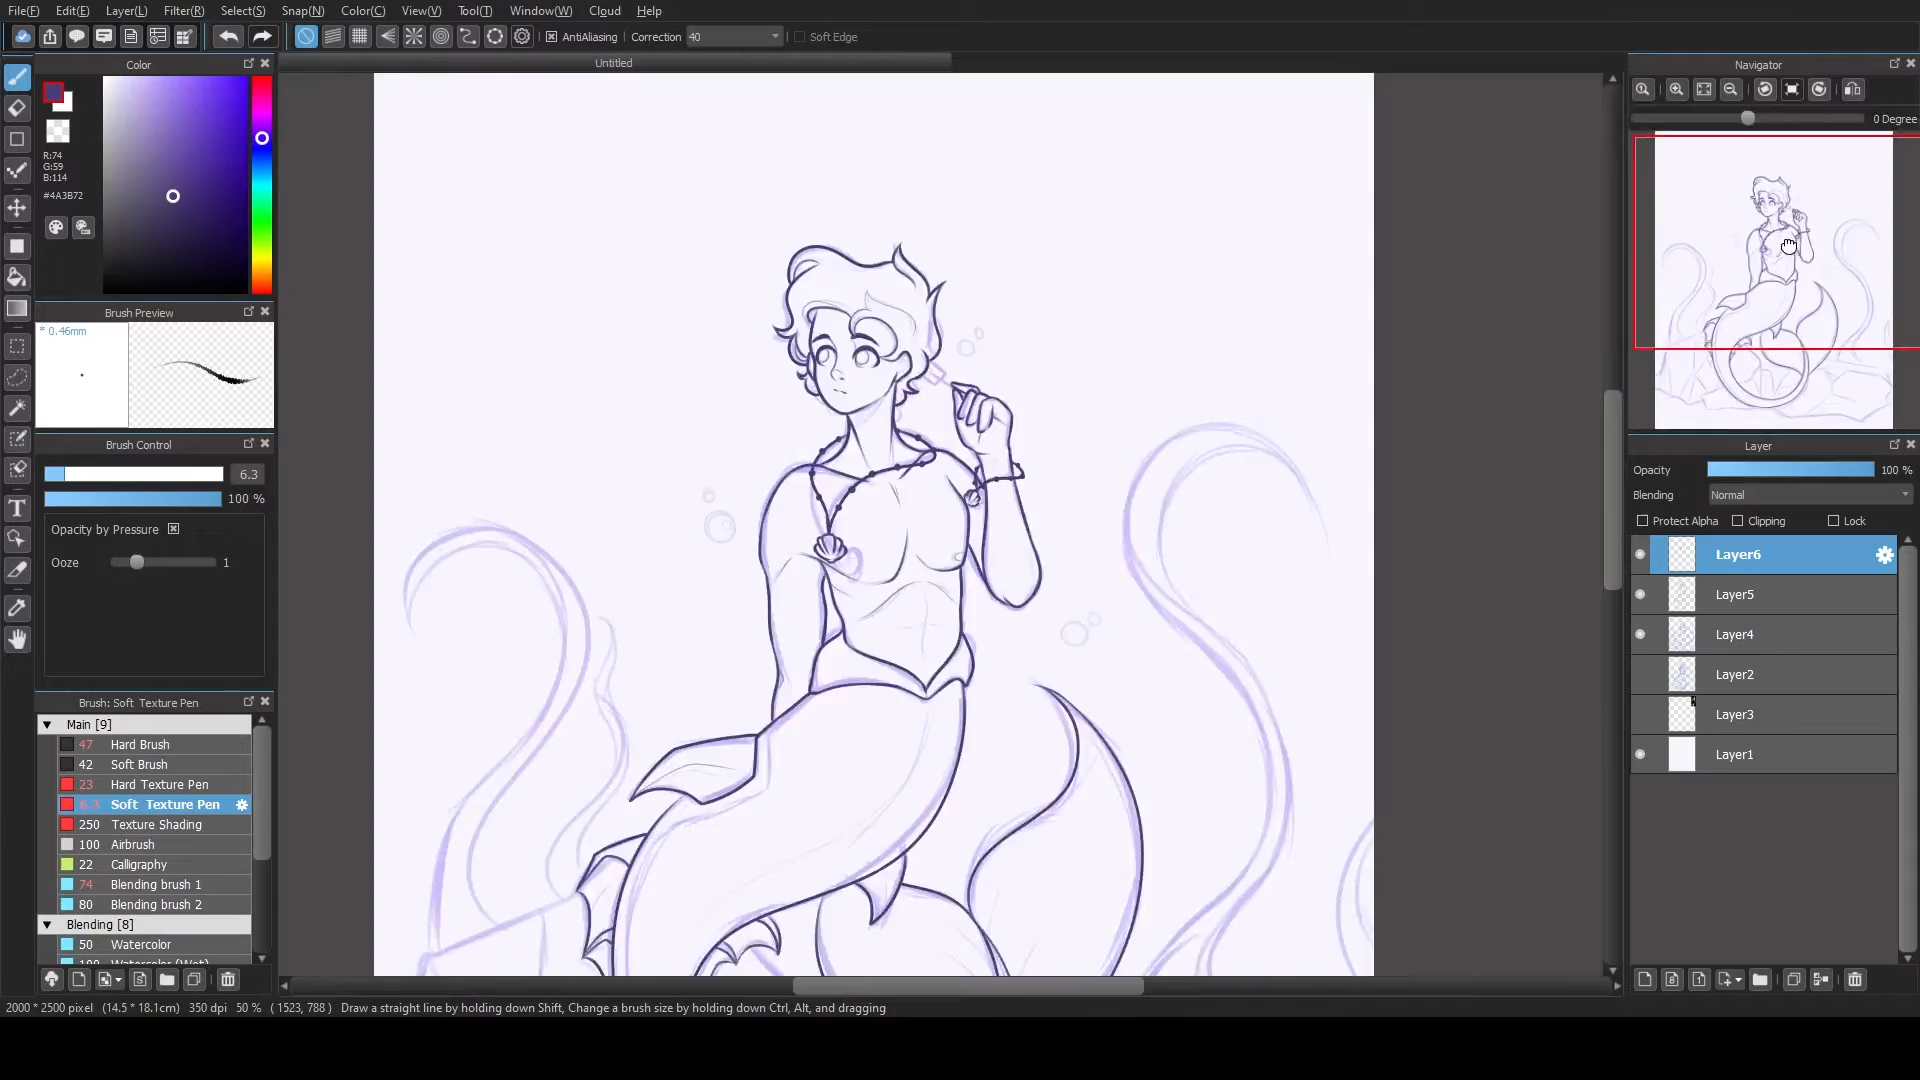 File(F) Edit(E) Layer(L) Filter(R) Select(S) Snap(N) Color(C) View(V) Tool(T) Window(W) Cloud Help
AntiAliasing Correction 40 Soft Edge
Color
Untitled
Navigator
0 Degree
R:74
G:59
B:114
#4A3B72
Brush Preview
* 0.46mm
Brush Control
6.3
100 %
Opacity by Pressure
Ooze 1
Brush: Soft Texture Pen
Main [9]
47 Hard Brush
42 Soft Brush
23 Hard Texture Pen
6.3 Soft Texture Pen
250 Texture Shading
100 Airbrush
22 Calligraphy
74 Blending brush 1
80 Blending brush 2
Blending [8]
50 Watercolor
100 Watercolor (Wet)
Layer
Opacity 100 %
Blending Normal
Protect Alpha Clipping Lock
Layer6
Layer5
Layer4
Layer2
Layer3
Layer1
2000 * 2500 pixel (14.5 * 18.1cm) 350 dpi 50 % ( 1523, 788 ) Draw a straight line by holding down Shift, Change a brush size by holding down Ctrl, Alt, and dragging